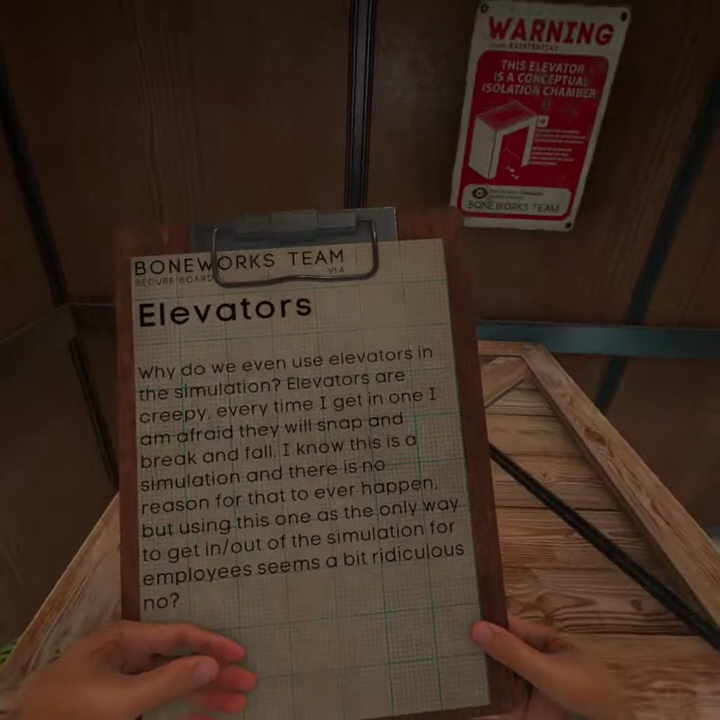 WARNING
THIS ELEVATOR
IS A CONCEPTUAL
ISOLATION CHAMBER
BONEWORKS TEAM
BONEWORKS TEAM
SECURE BOARD
V1.4
Elevators
Why do we even use elevators in
the simulation? Elevators are
creepy, every time I get in one I
am afraid they will snap and
break and fall. I know this is a
simulation and there is no
reason for that to ever happen,
but using this one as the only way
to get in/out of the simulation for
employees seems a bit ridiculous
no?